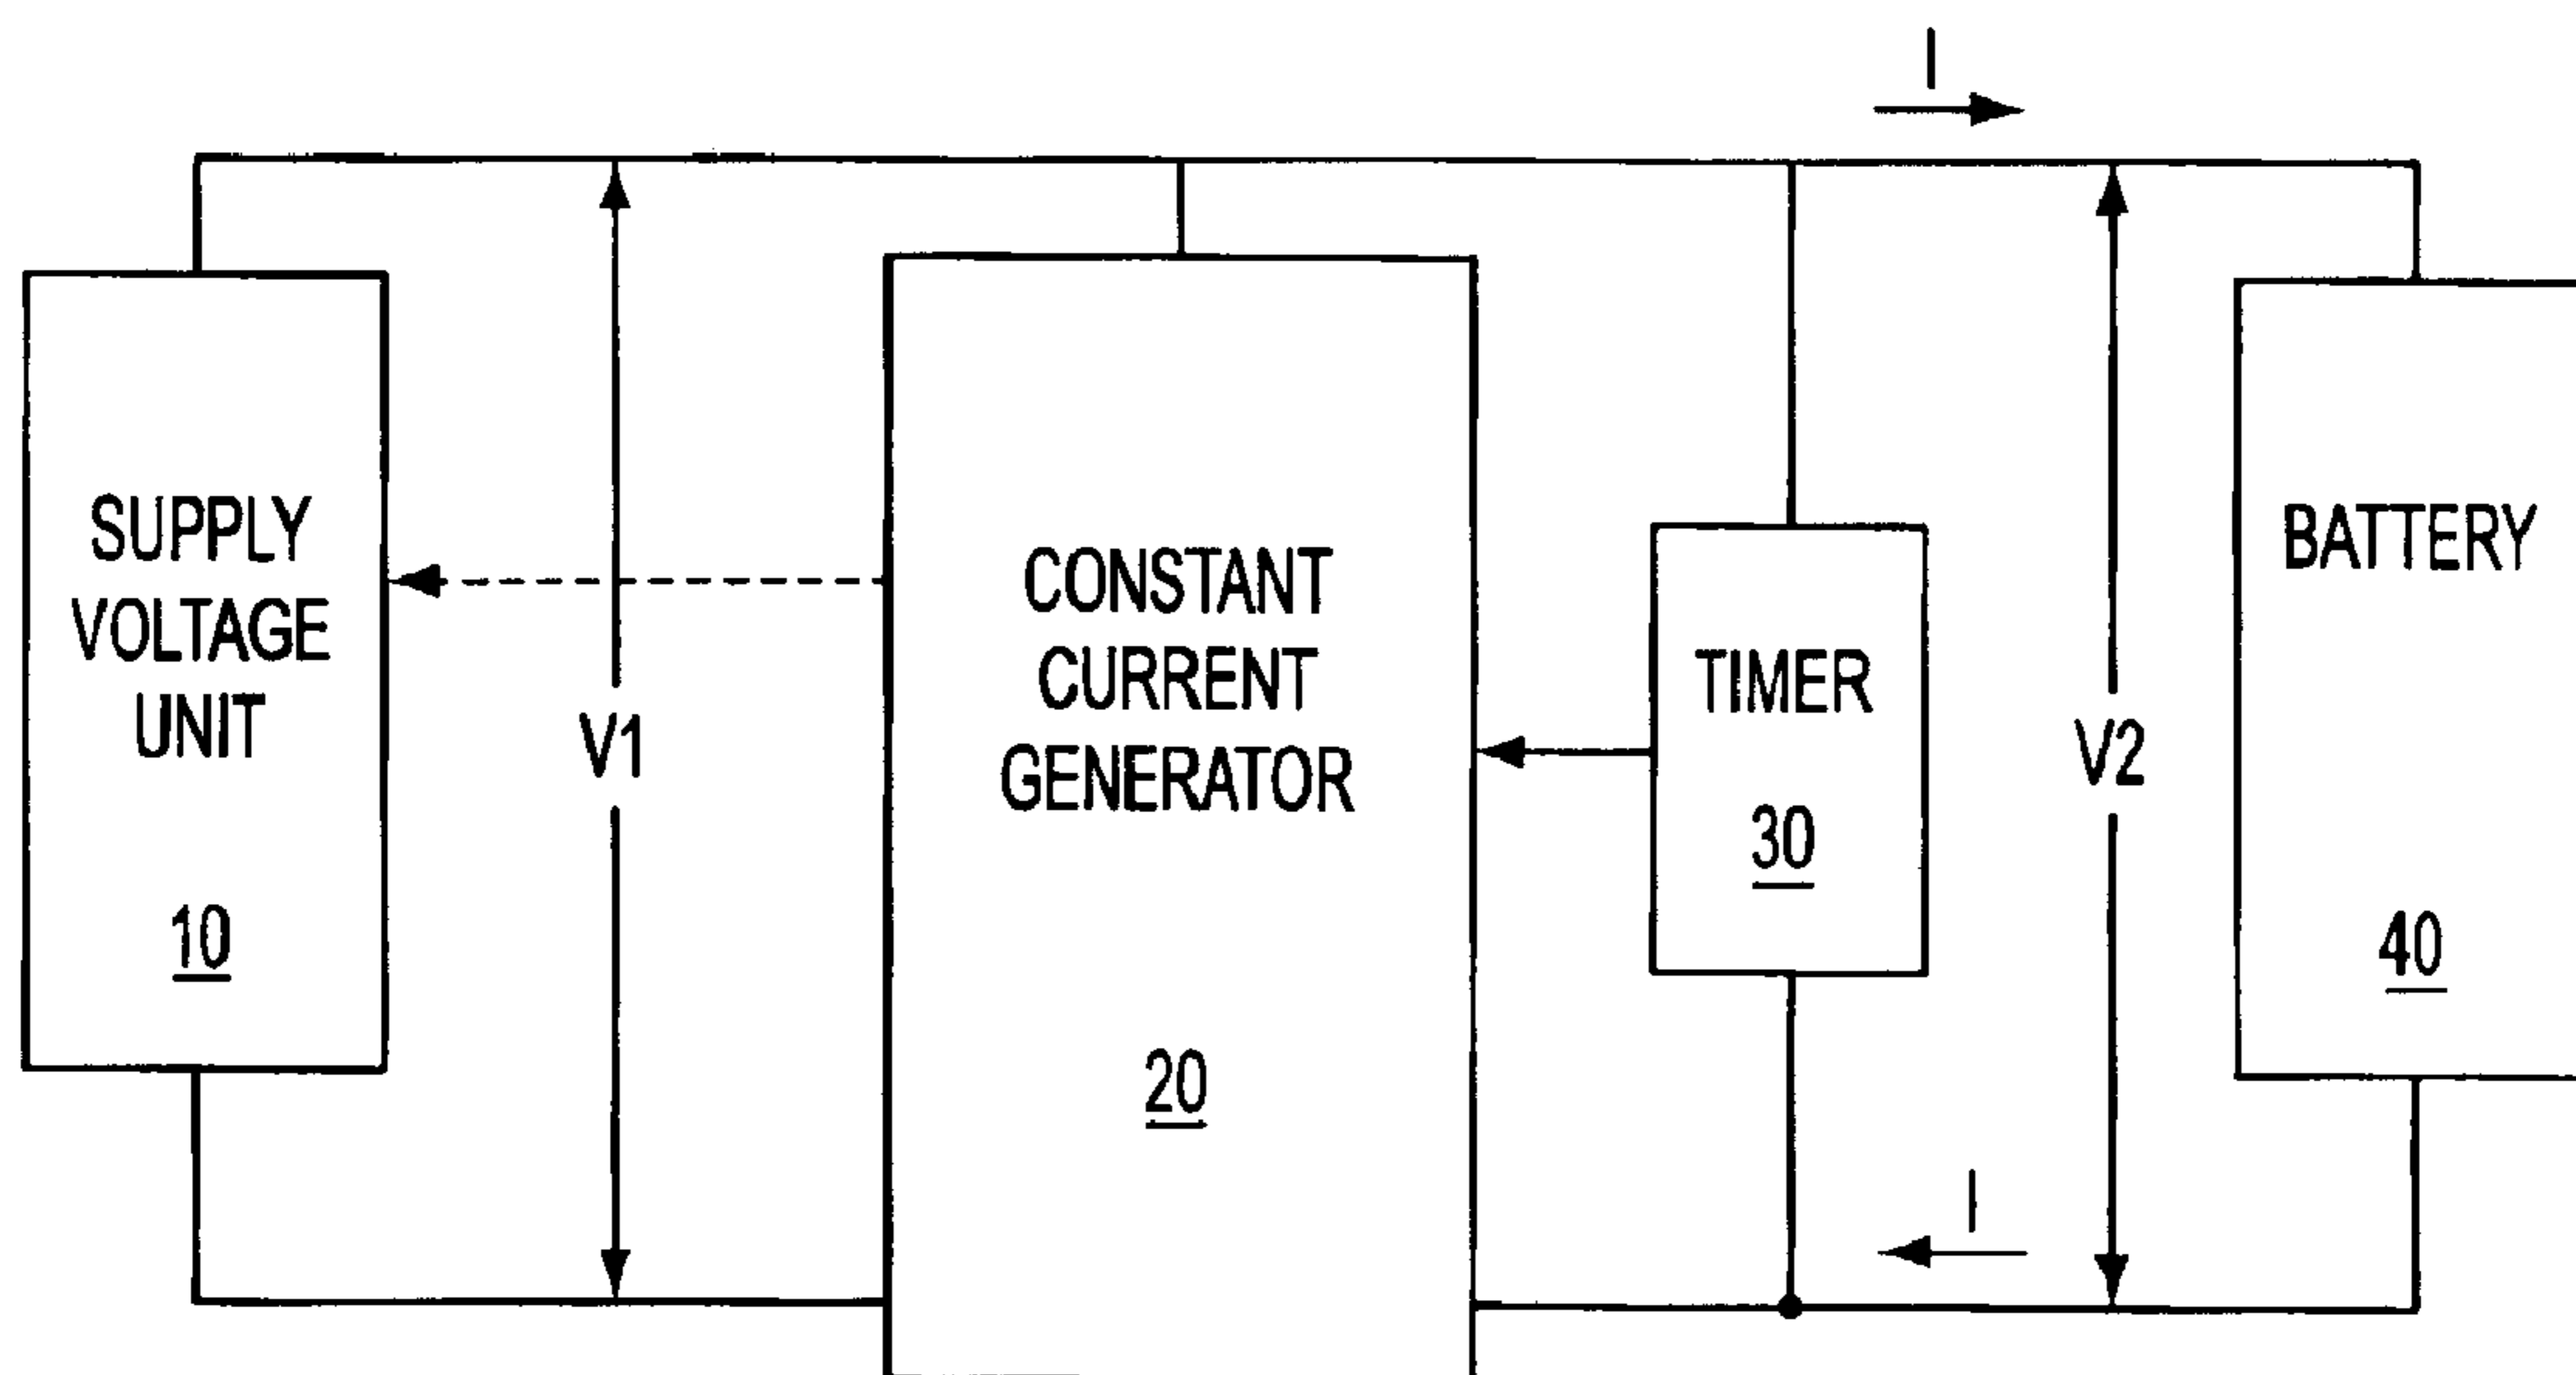 I
SUPPLY
VOLTAGE
UNIT
10
V1
CONSTANT
CURRENT
GENERATOR
20
TIMER
30
V2
BATTERY
40
I